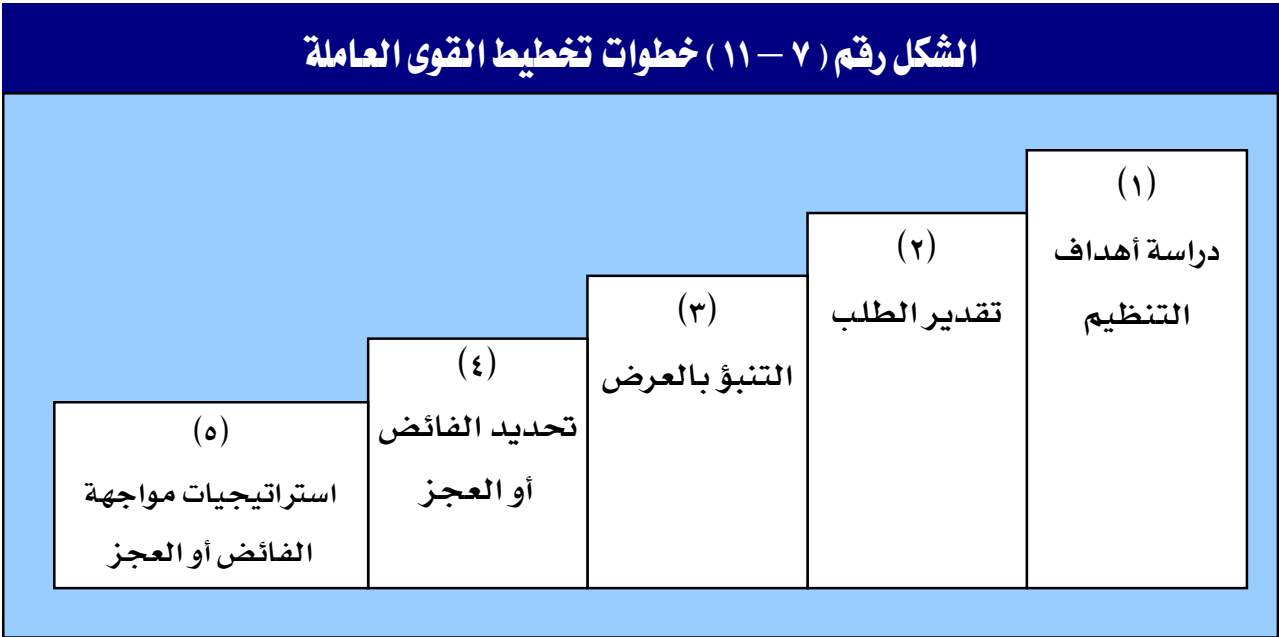 الشكل رقم ( ٧ – ١١ ) خطوات تخطيط القوى العاملة
(١)
دراسة أهداف
التنظيم
(٢)
تقدير الطلب
(٣)
التنبؤ بالعرض
(٤)
تحديد الفائض
أو العجز
(٥)
استراتيجيات مواجهة
الفائض أو العجز